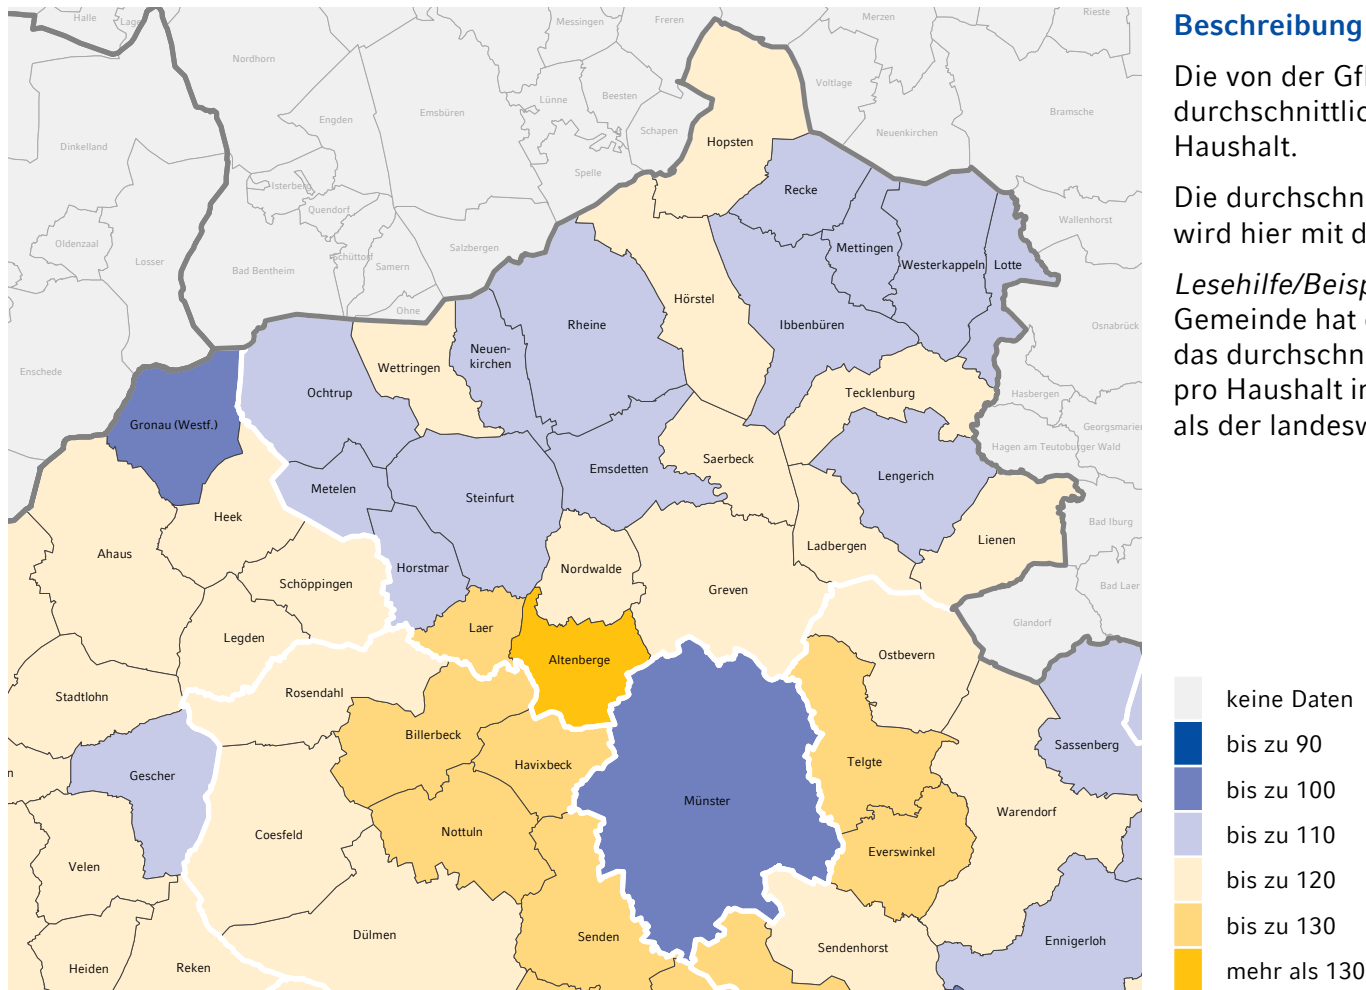 Halle
Lage
Messingen
Freren
Merzen
Rieste
Nordhorn
Voltlage
Lünne
Beesten
Emsbüren
Bramsche
Engden
Schapen
Neuenkirchen
Dinkelland
Hopsten
Spelle
Isterberg
Recke
Quendorf
Wallenhorst
Oldenzaal
Salzbergen
Mettingen
Losser
Schüttorf
Samern
Bad Bentheim
Westerkappeln
Lotte
Ohne
Hörstel
Rheine
Ibbenbüren
Osnabrück
Neuen-
kirchen
Enschede
Wettringen
Ochtrup
Tecklenburg
Hasbergen
Gronau (Westf.)
Georgsmarie
Hagen am Teutoburger Wald
Saerbeck
Emsdetten
Lengerich
Metelen
Steinfurt
Heek
Bad Iburg
Lienen
Ladbergen
Ahaus
Horstmar
Nordwalde
Schöppingen
Greven
Bad Laer
Glandorf
Laer
Legden
Ostbevern
Altenberge
Rosendahl
Stadtlohn
Billerbeck
Sassenberg
Telgte
Havixbeck
n
Gescher
Münster
Warendorf
Nottuln
Coesfeld
Everswinkel
Velen
Dülmen
Senden
Ennigerloh
Sendenhorst
Heiden
Reken
Beschreibung
Die von der Gf
durchschnittlic
Haushalt.
Die durchschn
wird hier mit d
Lesehilfe/Beisp
Gemeinde hat
das durchschn
pro Haushalt i
als der landesw
keine Daten
bis zu 90
bis zu 100
bis zu 110
bis zu 120
bis zu 130
mehr als 130